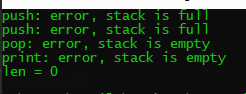 push: error, stack is full
push: error, stack is full
pop: error, stack is empty
print: error, stack is empty
len = 0